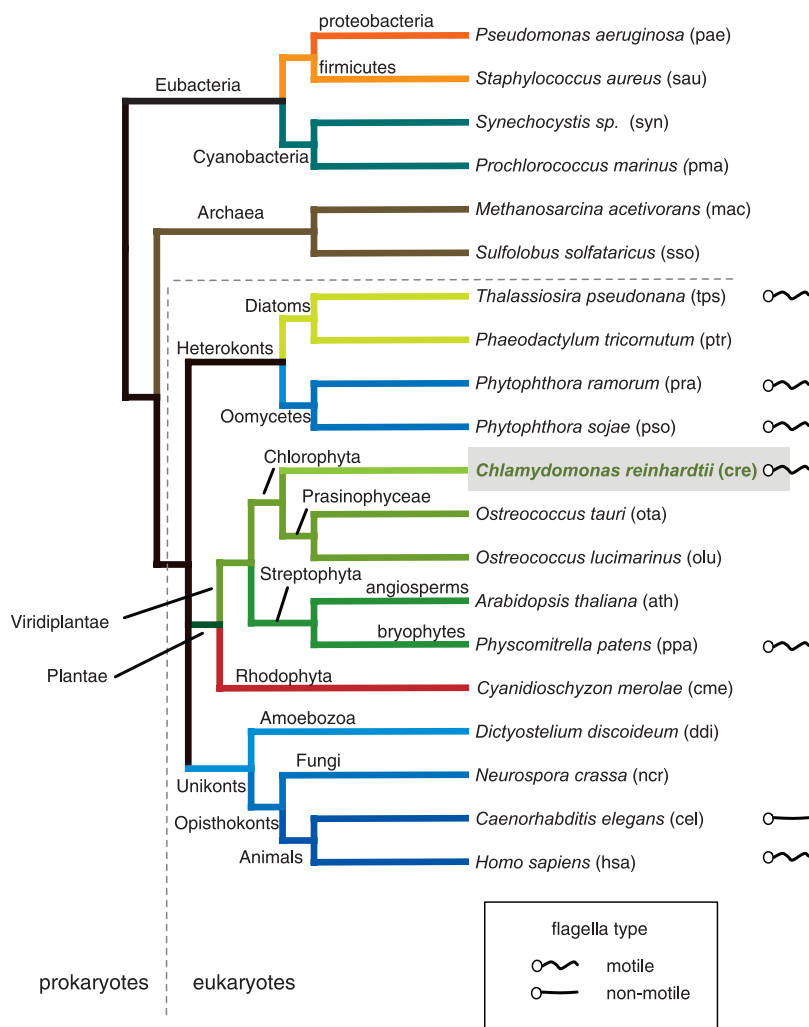 proteobacteria
Pseudomonas aeruginosa (pae)
firmicutes
Staphylococcus aureus (sau)
Eubacteria
Synechocystis sp. (syn)
Cyanobacteria
Prochlorococcus marinus (pma)
Archaea
Methanosarcina acetivorans (mac)
Sulfolobus solfataricus (sso)
Diatoms
Thalassiosira pseudonana (tps)
Phaeodactylum tricornutum (ptr)
Heterokonts
Phytophthora ramorum (pra)
Oomycetes
Phytophthora sojae (pso)
Chlorophyta
Chlamydomonas reinhardtii (cre)
Prasinophyceae
Ostreococcus tauri (ota)
Ostreococcus lucimarinus (olu)
Streptophyta
angiosperms
Arabidopsis thaliana (ath)
Viridiplantae
bryophytes
Physcomitrella patens (ppa)
Plantae
Rhodophyta
Cyanidioschyzon merolae (cme)
Amoebozoa
Dictyostelium discoideum (ddi)
Fungi
Neurospora crassa (ncr)
Unikonts
Opisthokonts
Caenorhabditis elegans (cel)
Animals
Homo sapiens (hsa)
flagella type
motile
non-motile
prokaryotes
eukaryotes